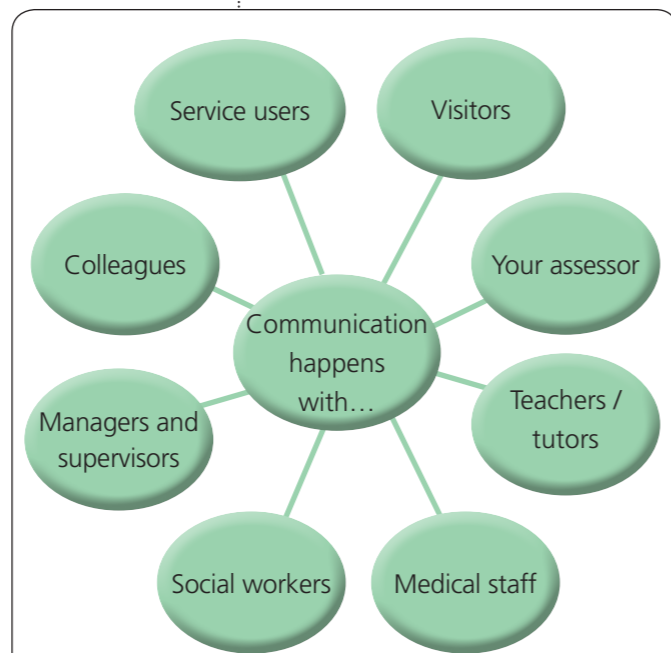 Service users
Visitors
Colleagues
Your assessor
Communication
happens
with…
Managers and
supervisors
Teachers /
tutors
Social workers
Medical staff